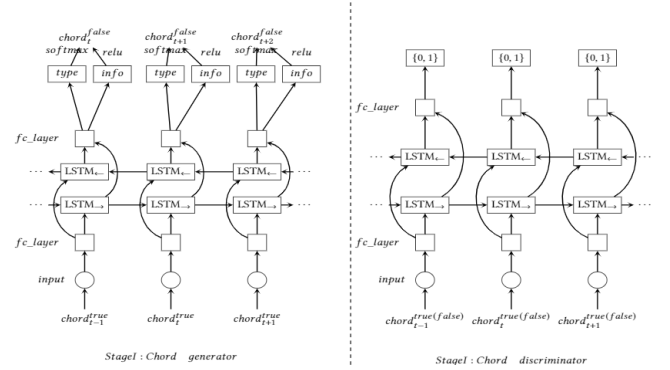 chord_t^false chord_{t+1}^false chord_{t+2}^false
softmax relu softmax relu softmax relu
type info type info type info
fc_layer
··· LSTM← LSTM← LSTM← ···
··· LSTM→ LSTM→ LSTM→ ···
fc_layer
input
chord_{t−1}^true chord_t^true chord_{t+1}^true
StageI : Chord generator
{0, 1} {0, 1} {0, 1}
fc_layer
··· LSTM← LSTM← LSTM← ···
··· LSTM→ LSTM→ LSTM→ ···
fc_layer
input
chord_{t−1}^true(false) chord_t^true(false) chord_{t+1}^true(false)
StageI : Chord discriminator